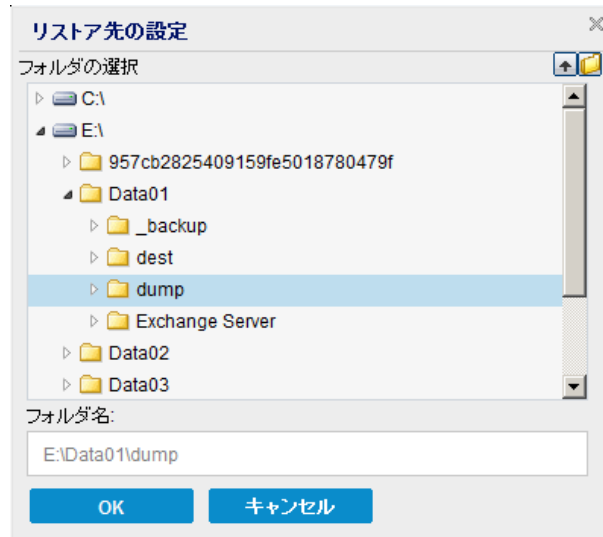 リストア先の設定
フォルダの選択
C:\
E:\
957cb2825409159fe5018780479f
Data01
_backup
dest
dump
Exchange Server
Data02
Data03
フォルダ名:
E:\Data01\dump
OK
キャンセル